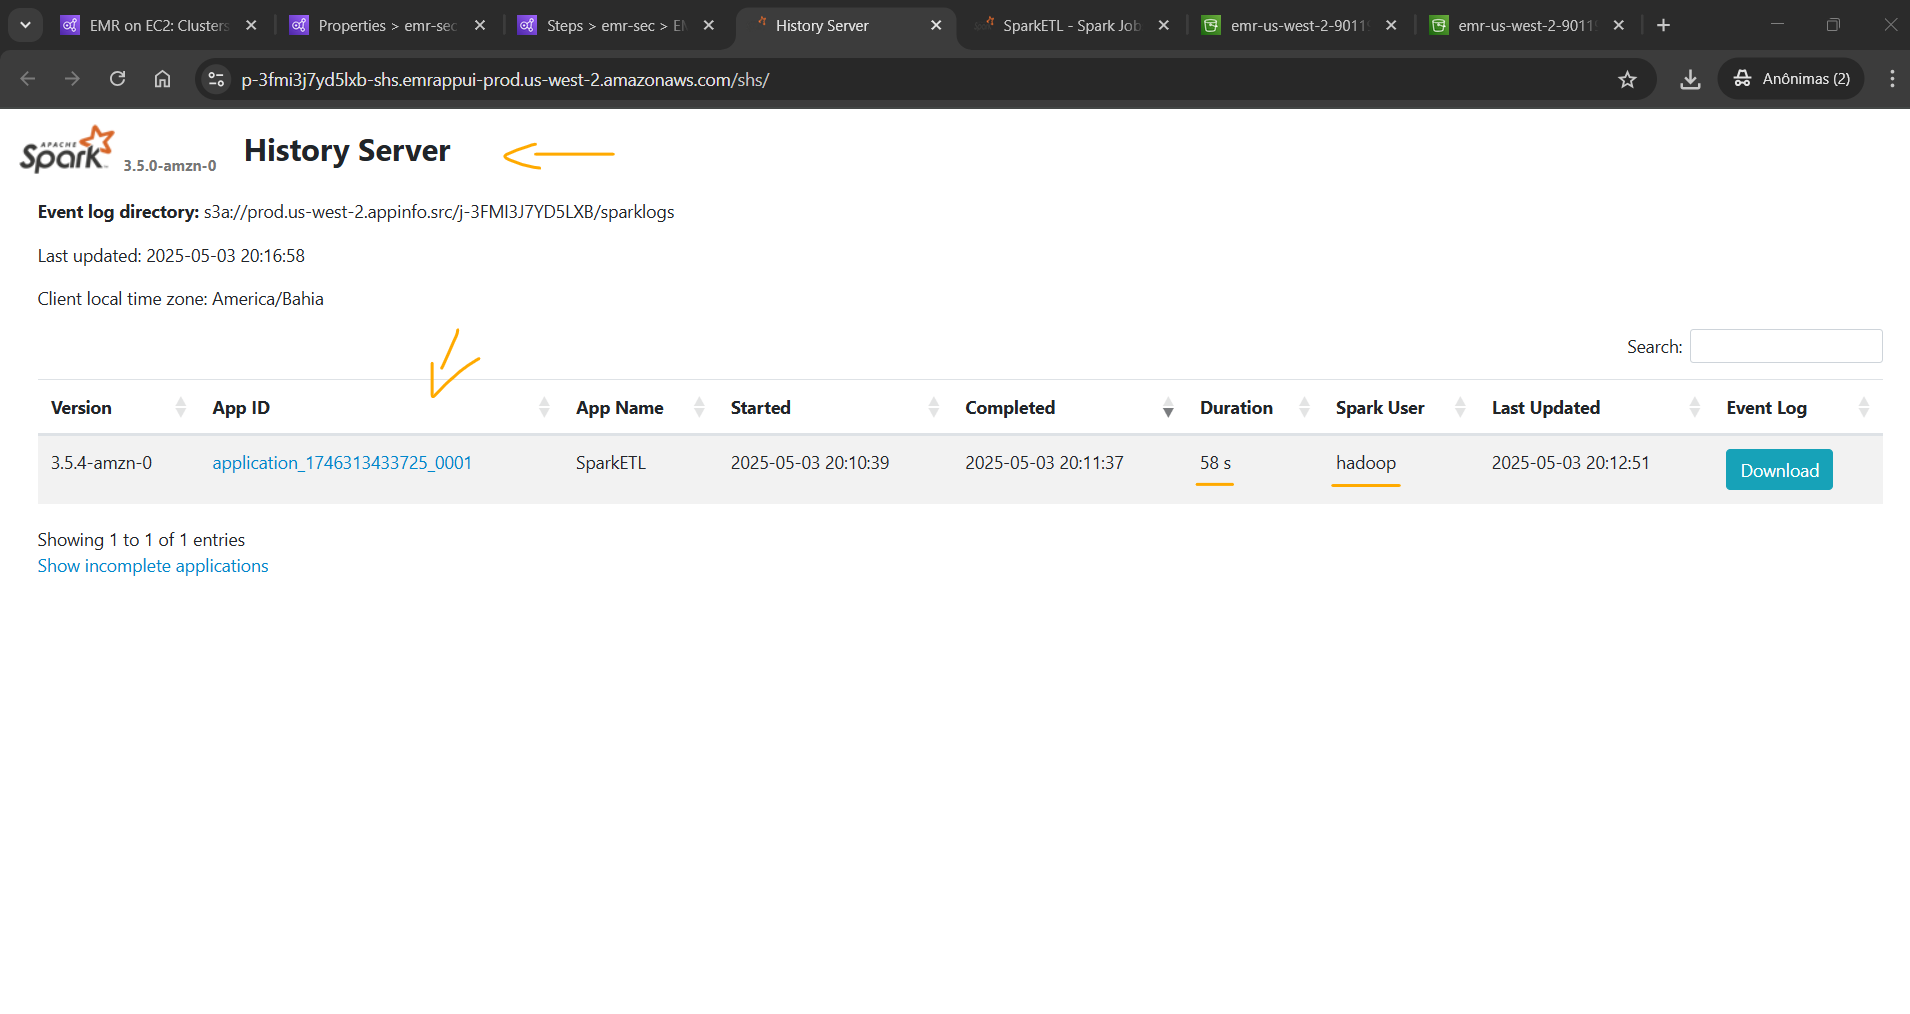 EMR on EC2: Clusters
Properties > emr-sec
Steps > emr-sec > EM
History Server
SparkETL - Spark Job
emr-us-west-2-9011
emr-us-west-2-9011
p-3fmi3j7yd5lxb-shs.emrappui-prod.us-west-2.amazonaws.com/shs/
Anônimas (2)
APACHE Spark 3.5.0-amzn-0 History Server
Event log directory: s3a://prod.us-west-2.appinfo.src/j-3FMI3J7YD5LXB/sparklogs
Last updated: 2025-05-03 20:16:58
Client local time zone: America/Bahia
Search:
Version App ID App Name Started Completed Duration Spark User Last Updated Event Log
3.5.4-amzn-0 application_1746313433725_0001 SparkETL 2025-05-03 20:10:39 2025-05-03 20:11:37 58 s hadoop 2025-05-03 20:12:51 Download
Showing 1 to 1 of 1 entries
Show incomplete applications